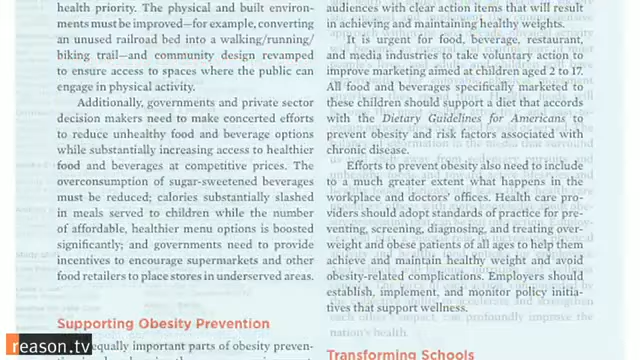 health priority. The physical and built environ-
ments must be improved—for example, converting
an unused railroad bed into a walking/running/
biking trail—and community design revamped
to ensure access to spaces where the public can
engage in physical activity.
Additionally, governments and private sector
decision makers need to make concerted efforts
to reduce unhealthy food and beverage options
while substantially increasing access to healthier
food and beverages at competitive prices. The
overconsumption of sugar-sweetened beverages
must be reduced; calories substantially slashed
in meals served to children while the number
of affordable, healthier menu options is boosted
significantly; and governments need to provide
incentives to encourage supermarkets and other
food retailers to place stores in underserved areas.
Supporting Obesity Prevention
equally important parts of obesity preven-
audiences with clear action items that will result
in achieving and maintaining healthy weights.
It is urgent for food, beverage, restaurant,
and media industries to take voluntary action to
improve marketing aimed at children aged 2 to 17.
All food and beverages specifically marketed to
these children should support a diet that accords
with the Dietary Guidelines for Americans to
prevent obesity and risk factors associated with
chronic disease.
Efforts to prevent obesity also need to include
to a much greater extent what happens in the
workplace and doctors' offices. Health care pro-
viders should adopt standards of practice for pre-
venting, screening, diagnosing, and treating over-
weight and obese patients of all ages to help them
achieve and maintain healthy weight and avoid
obesity-related complications. Employers should
establish, implement, and monitor policy initia-
tives that support wellness.
Transforming Schools
reason.tv